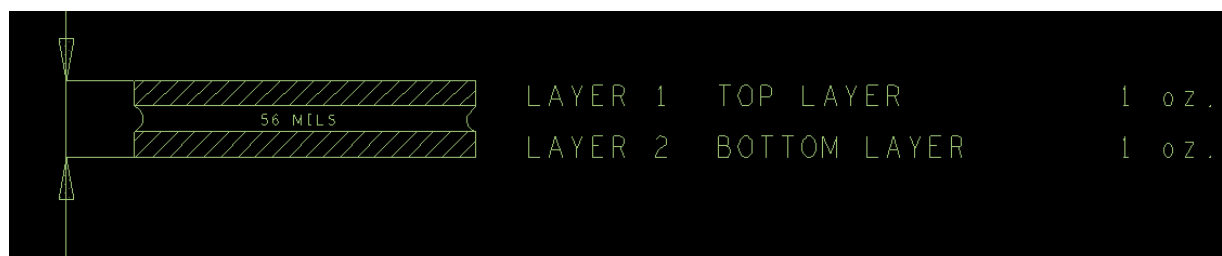 LAYER 1 TOP LAYER 1 oz.
56 MILS
LAYER 2 BOTTOM LAYER 1 oz.